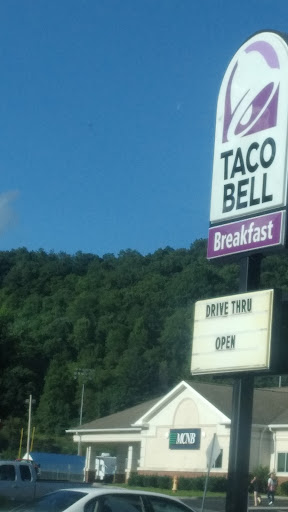 TACO
BELL
Breakfast
DRIVE THRU
OPEN
MCNB